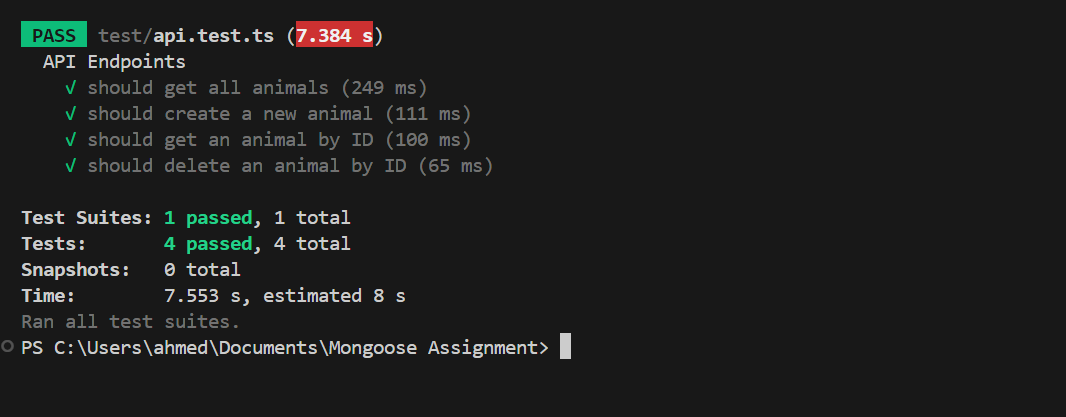 PASS test/api.test.ts (7.384 s)
API Endpoints
√ should get all animals (249 ms)
√ should create a new animal (111 ms)
√ should get an animal by ID (100 ms)
√ should delete an animal by ID (65 ms)
Test Suites: 1 passed, 1 total
Tests: 4 passed, 4 total
Snapshots: 0 total
Time: 7.553 s, estimated 8 s
Ran all test suites.
PS C:\Users\ahmed\Documents\Mongoose Assignment>